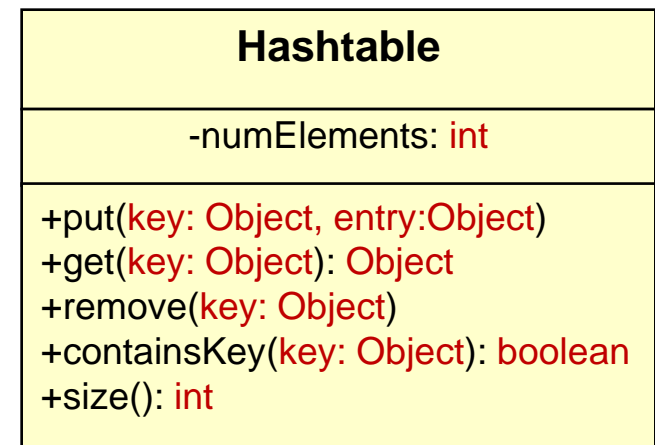 Hashtable
-numElements: int
+put(key: Object, entry:Object)
+get(key: Object): Object
+remove(key: Object)
+containsKey(key: Object): boolean
+size(): int